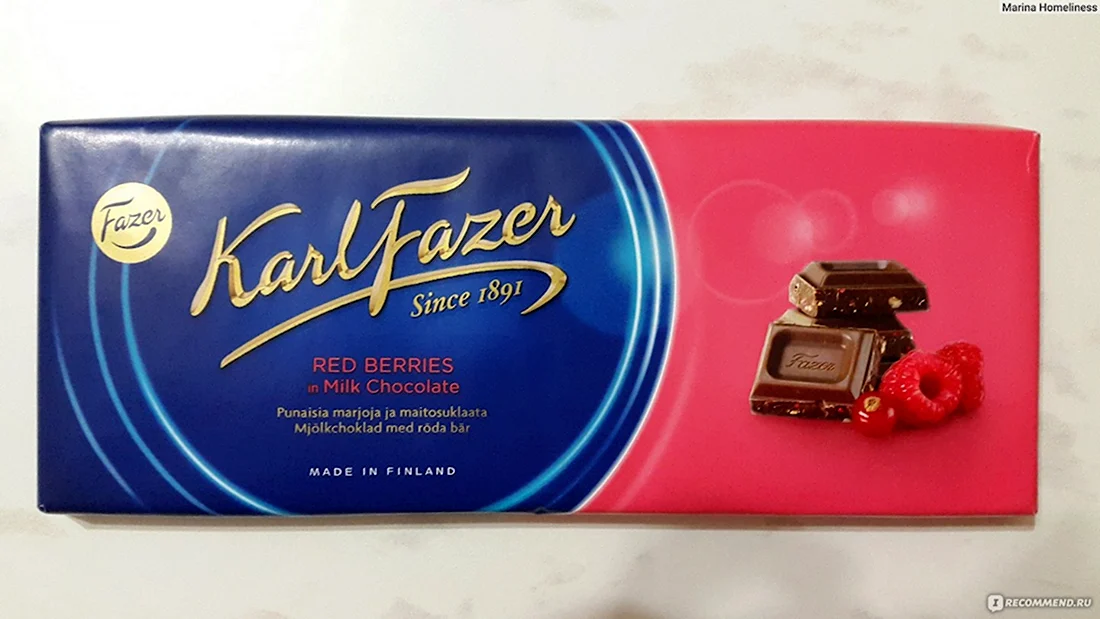 Marina Homeliness
Fazer
Karl Fazer
Since 1891
RED BERRIES
in Milk Chocolate
Punaisia marjoja ja maitosuklaata
Mjölkchoklad med röda bär
MADE IN FINLAND
Fazer
RECOMMEND.RU